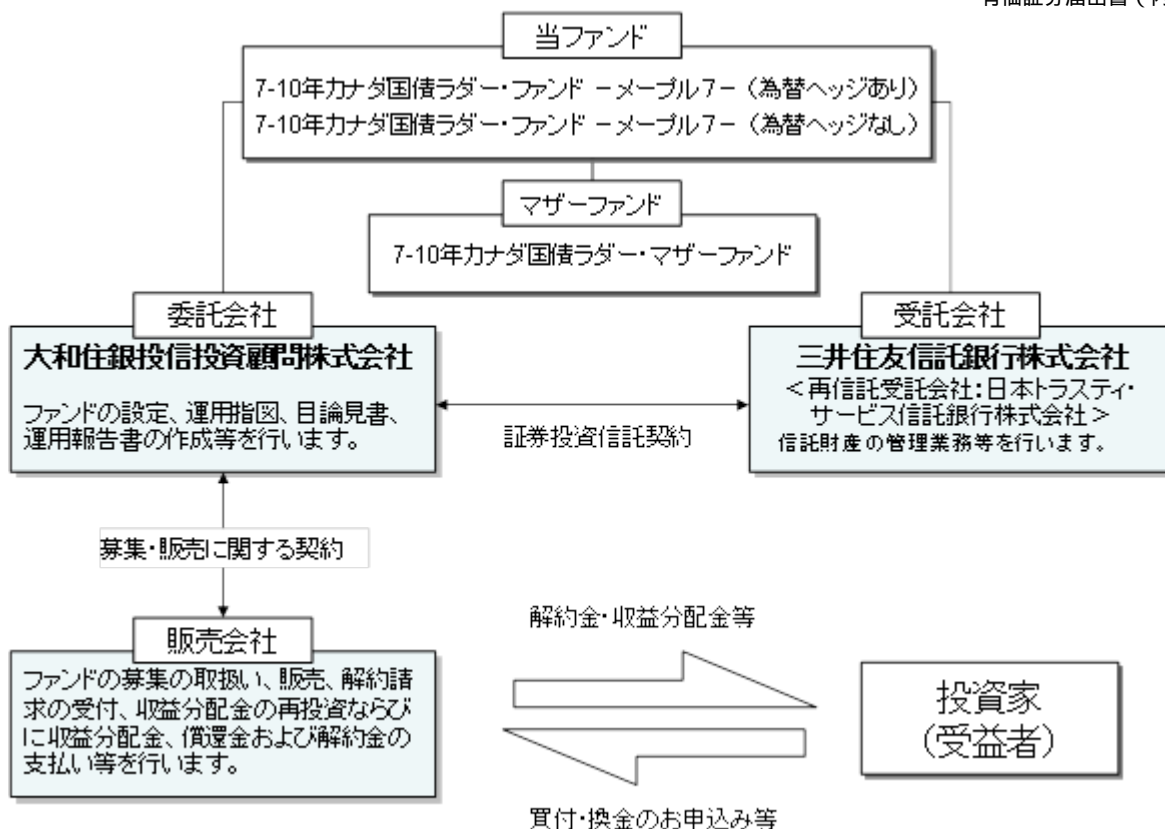 当ファンド
7-10年カナダ国債ラダー・ファンド －メープル7－（為替ヘッジあり）
7-10年カナダ国債ラダー・ファンド －メープル7－（為替ヘッジなし）
マザーファンド
7-10年カナダ国債ラダー・マザーファンド
委託会社
大和住銀投信投資顧問株式会社
ファンドの設定、運用指図、目論見書、
運用報告書の作成等を行います。
証券投資信託契約
受託会社
三井住友信託銀行株式会社
＜再信託受託会社：日本トラスティ・
サービス信託銀行株式会社＞
信託財産の管理業務等を行います。
募集・販売に関する契約
販売会社
ファンドの募集の取扱い、販売、解約請
求の受付、収益分配金の再投資ならび
に収益分配金、償還金および解約金の
支払い等を行います。
解約金・収益分配金等
買付・換金のお申込み等
投資家
（受益者）